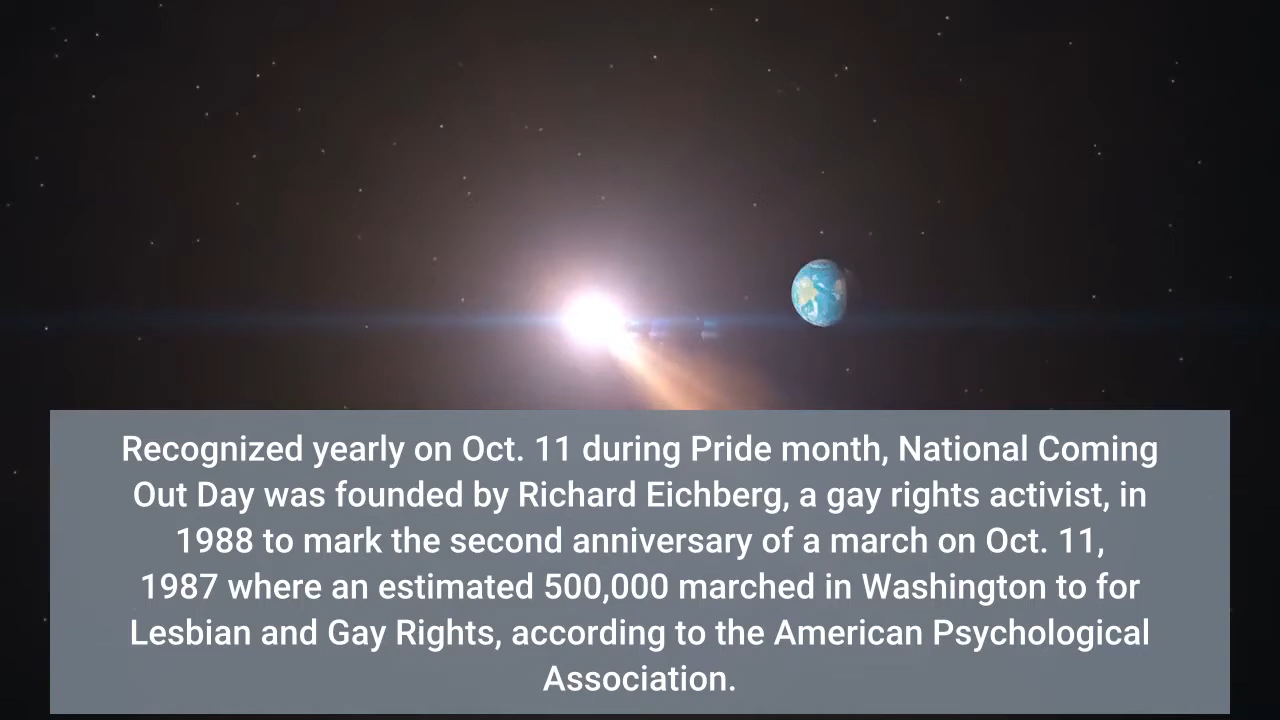 Recognized yearly on Oct. 11 during Pride month, National Coming
Out Day was founded by Richard Eichberg, a gay rights activist, in
1988 to mark the second anniversary of a march on Oct. 11,
1987 where an estimated 500,000 marched in Washington to for
Lesbian and Gay Rights, according to the American Psychological
Association.